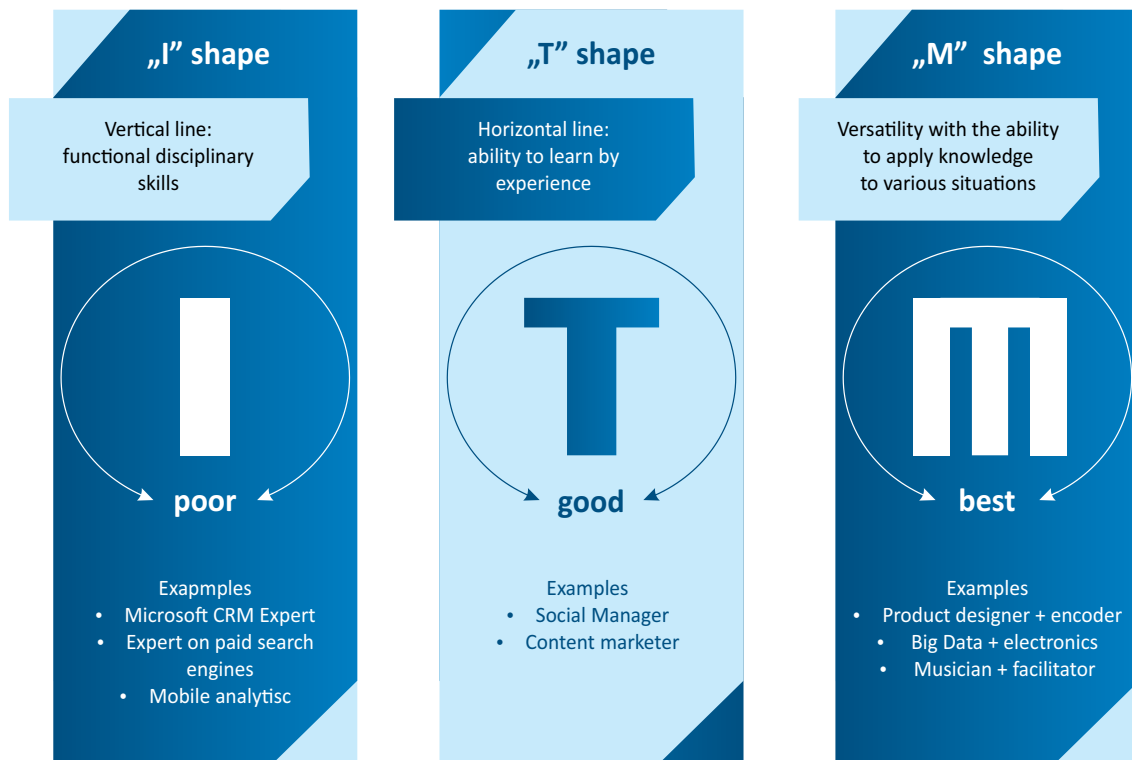 „I” shape
Vertical line:
functional disciplinary
skills
I
poor
Exapmples
• Microsoft CRM Expert
• Expert on paid search
engines
• Mobile analytisc
„T” shape
Horizontal line:
ability to learn by
experience
T
good
Examples
• Social Manager
• Content marketer
„M” shape
Versatility with the ability
to apply knowledge
to various situations
M
best
Examples
• Product designer + encoder
• Big Data + electronics
• Musician + facilitator